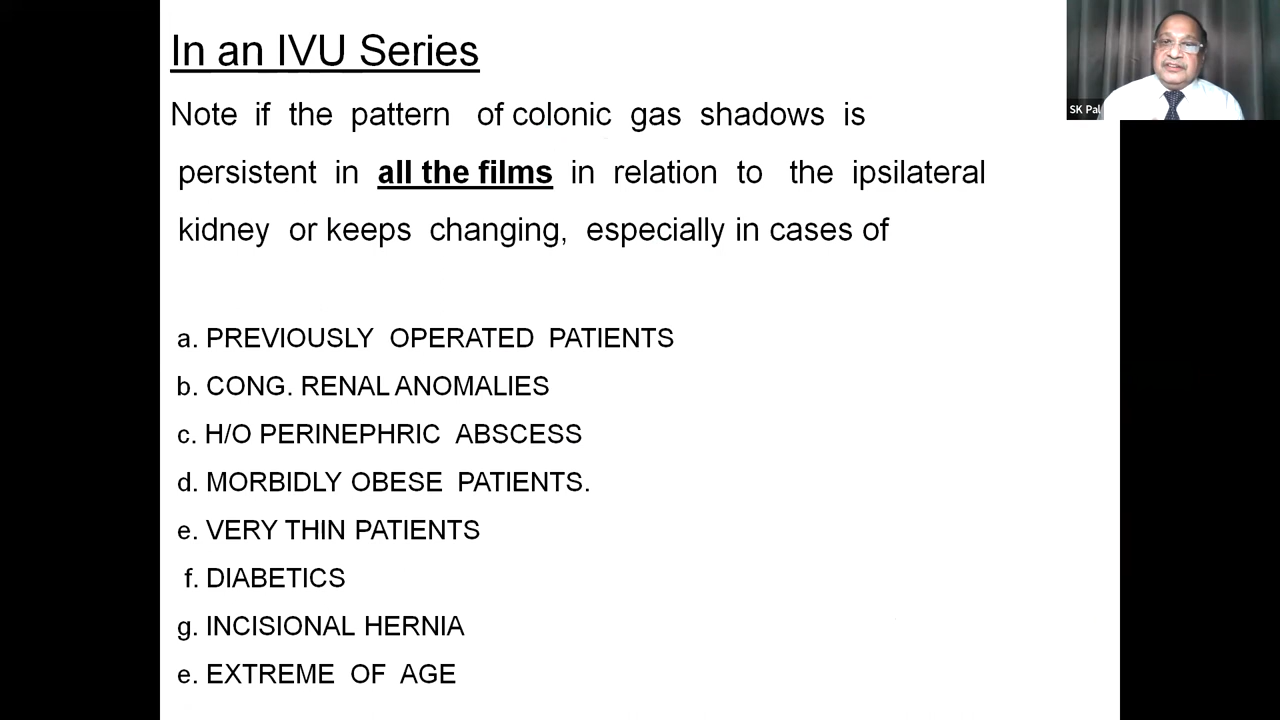 In an IVU Series
Note if the pattern of colonic gas shadows is
persistent in all the films in relation to the ipsilateral
kidney or keeps changing, especially in cases of
a. PREVIOUSLY OPERATED PATIENTS
b. CONG. RENAL ANOMALIES
c. H/O PERINEPHRIC ABSCESS
d. MORBIDLY OBESE PATIENTS.
e. VERY THIN PATIENTS
f. DIABETICS
g. INCISIONAL HERNIA
e. EXTREME OF AGE
SK Pal